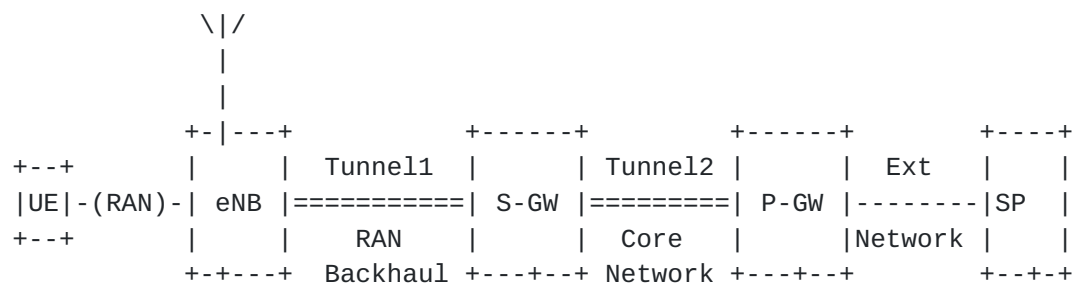 \|/
                 |
                 |
              +-|---+             +------+           +------+          +----+
+--+          |     |  Tunnel1    |      | Tunnel2   |      |  Ext     |    |
|UE|-(RAN)-| eNB |===========| S-GW |=========| P-GW |--------|SP  |
+--+          |     |    RAN      |      |  Core     |      |Network   |    |
              +-+---+  Backhaul +---+--+ Network +---+--+          +--+-+